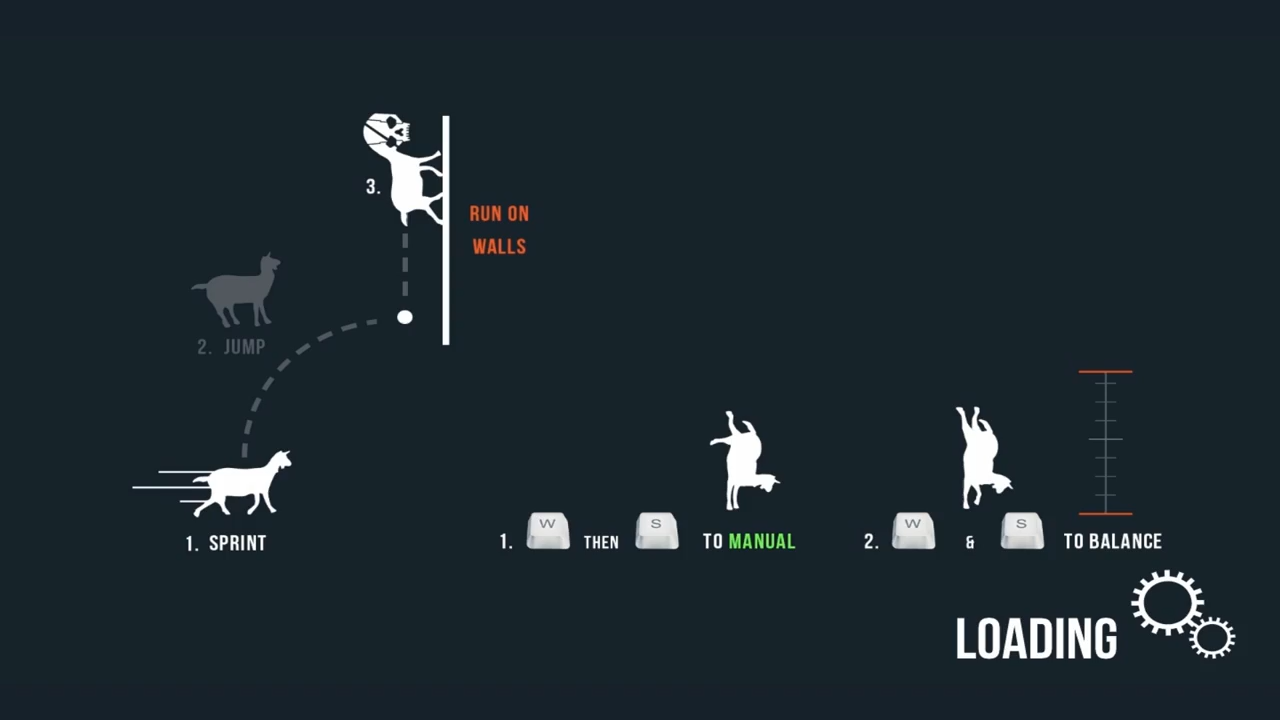 3.
RUN ON
WALLS
2. JUMP
1. SPRINT
1. W THEN S TO MANUAL
2. W & S TO BALANCE
LOADING